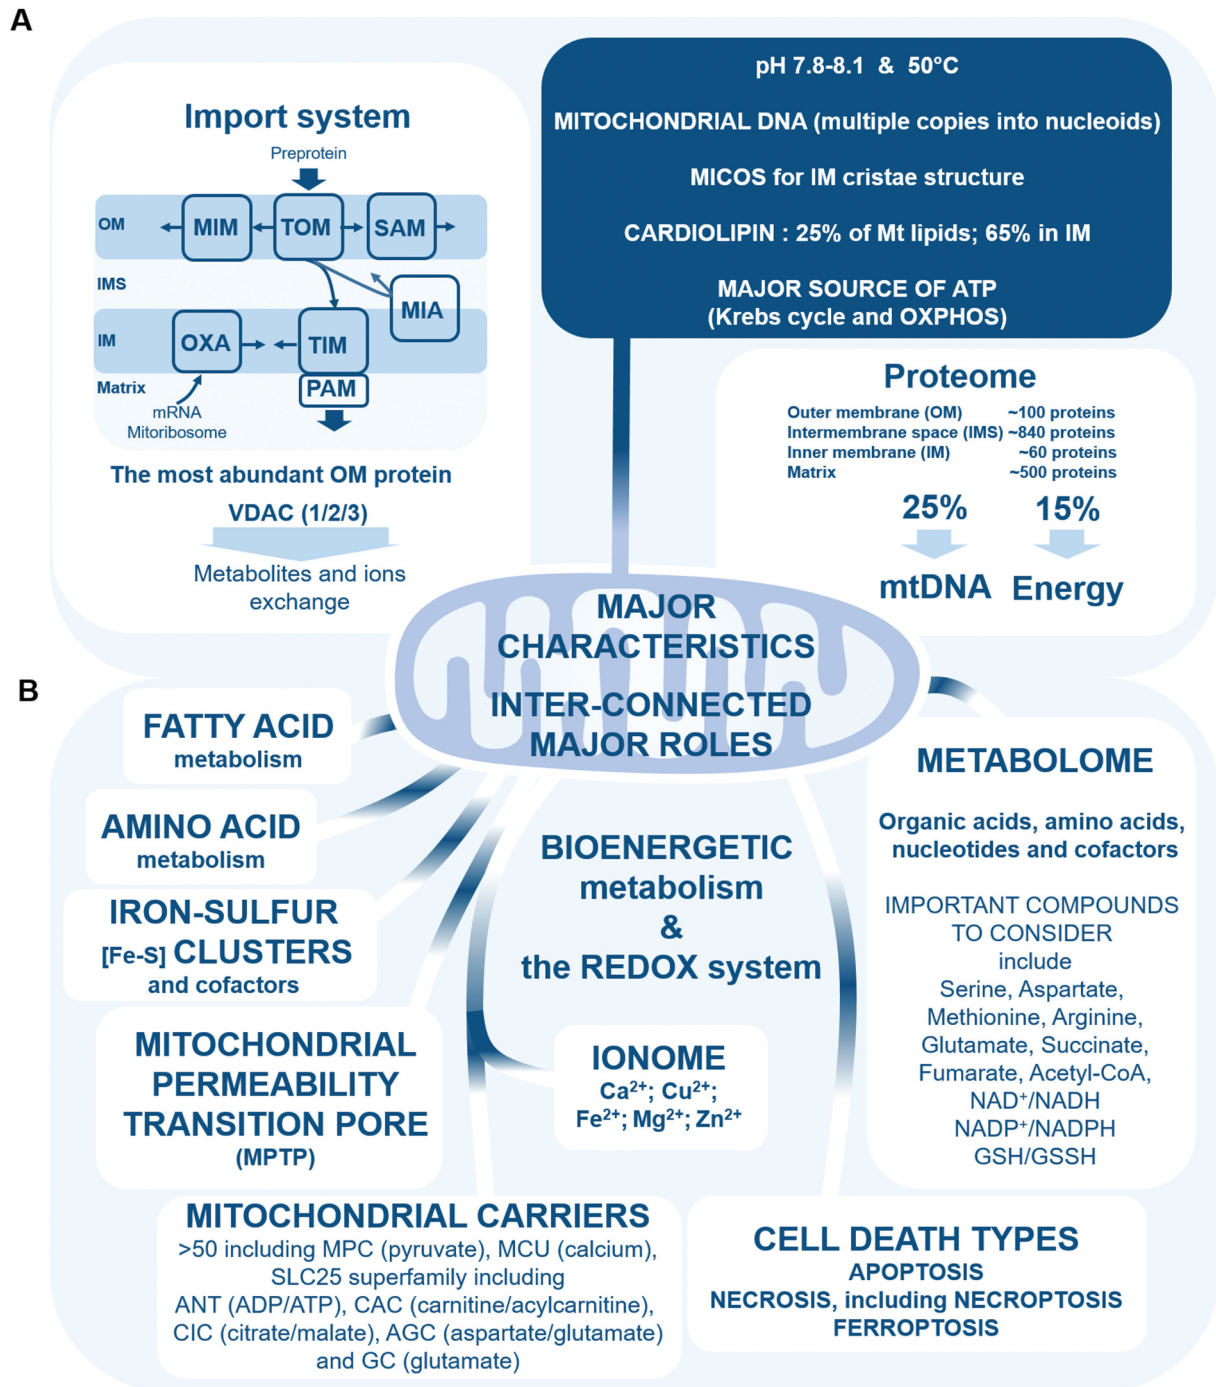 A
Import system
Preprotein
OM
MIM
TOM
SAM
IMS
MIA
IM
OXA
TIM
Matrix
PAM
mRNA
Mitoribosome
The most abundant OM protein
VDAC (1/2/3)
Metabolites and ions
exchange
pH 7.8-8.1 & 50°C
MITOCHONDRIAL DNA (multiple copies into nucleoids)
MICOS for IM cristae structure
CARDIOLIPIN : 25% of Mt lipids; 65% in IM
MAJOR SOURCE OF ATP
(Krebs cycle and OXPHOS)
Proteome
Outer membrane (OM) ~100 proteins
Intermembrane space (IMS) ~840 proteins
Inner membrane (IM) ~60 proteins
Matrix ~500 proteins
25% 15%
mtDNA Energy
MAJOR
CHARACTERISTICS
INTER-CONNECTED
MAJOR ROLES
B
FATTY ACID
metabolism
AMINO ACID
metabolism
IRON-SULFUR
[Fe-S] CLUSTERS
and cofactors
MITOCHONDRIAL
PERMEABILITY
TRANSITION PORE
(MPTP)
BIOENERGETIC
metabolism
&
the REDOX system
IONOME
Ca²⁺; Cu²⁺;
Fe²⁺; Mg²⁺; Zn²⁺
METABOLOME
Organic acids, amino acids,
nucleotides and cofactors
IMPORTANT COMPOUNDS
TO CONSIDER
include
Serine, Aspartate,
Methionine, Arginine,
Glutamate, Succinate,
Fumarate, Acetyl-CoA,
NAD⁺/NADH
NADP⁺/NADPH
GSH/GSSH
MITOCHONDRIAL CARRIERS
>50 including MPC (pyruvate), MCU (calcium),
SLC25 superfamily including
ANT (ADP/ATP), CAC (carnitine/acylcarnitine),
CIC (citrate/malate), AGC (aspartate/glutamate)
and GC (glutamate)
CELL DEATH TYPES
APOPTOSIS
NECROSIS, including NECROPTOSIS
FERROPTOSIS